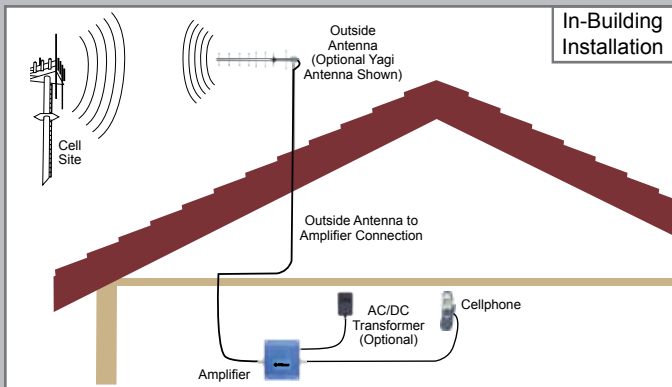 In-Building
Installation
Outside
Antenna
(Optional Yagi
Antenna Shown)
Cell
Site
Outside Antenna to
Amplifier Connection
AC/DC
Transformer
(Optional)
Cellphone
Amplifier